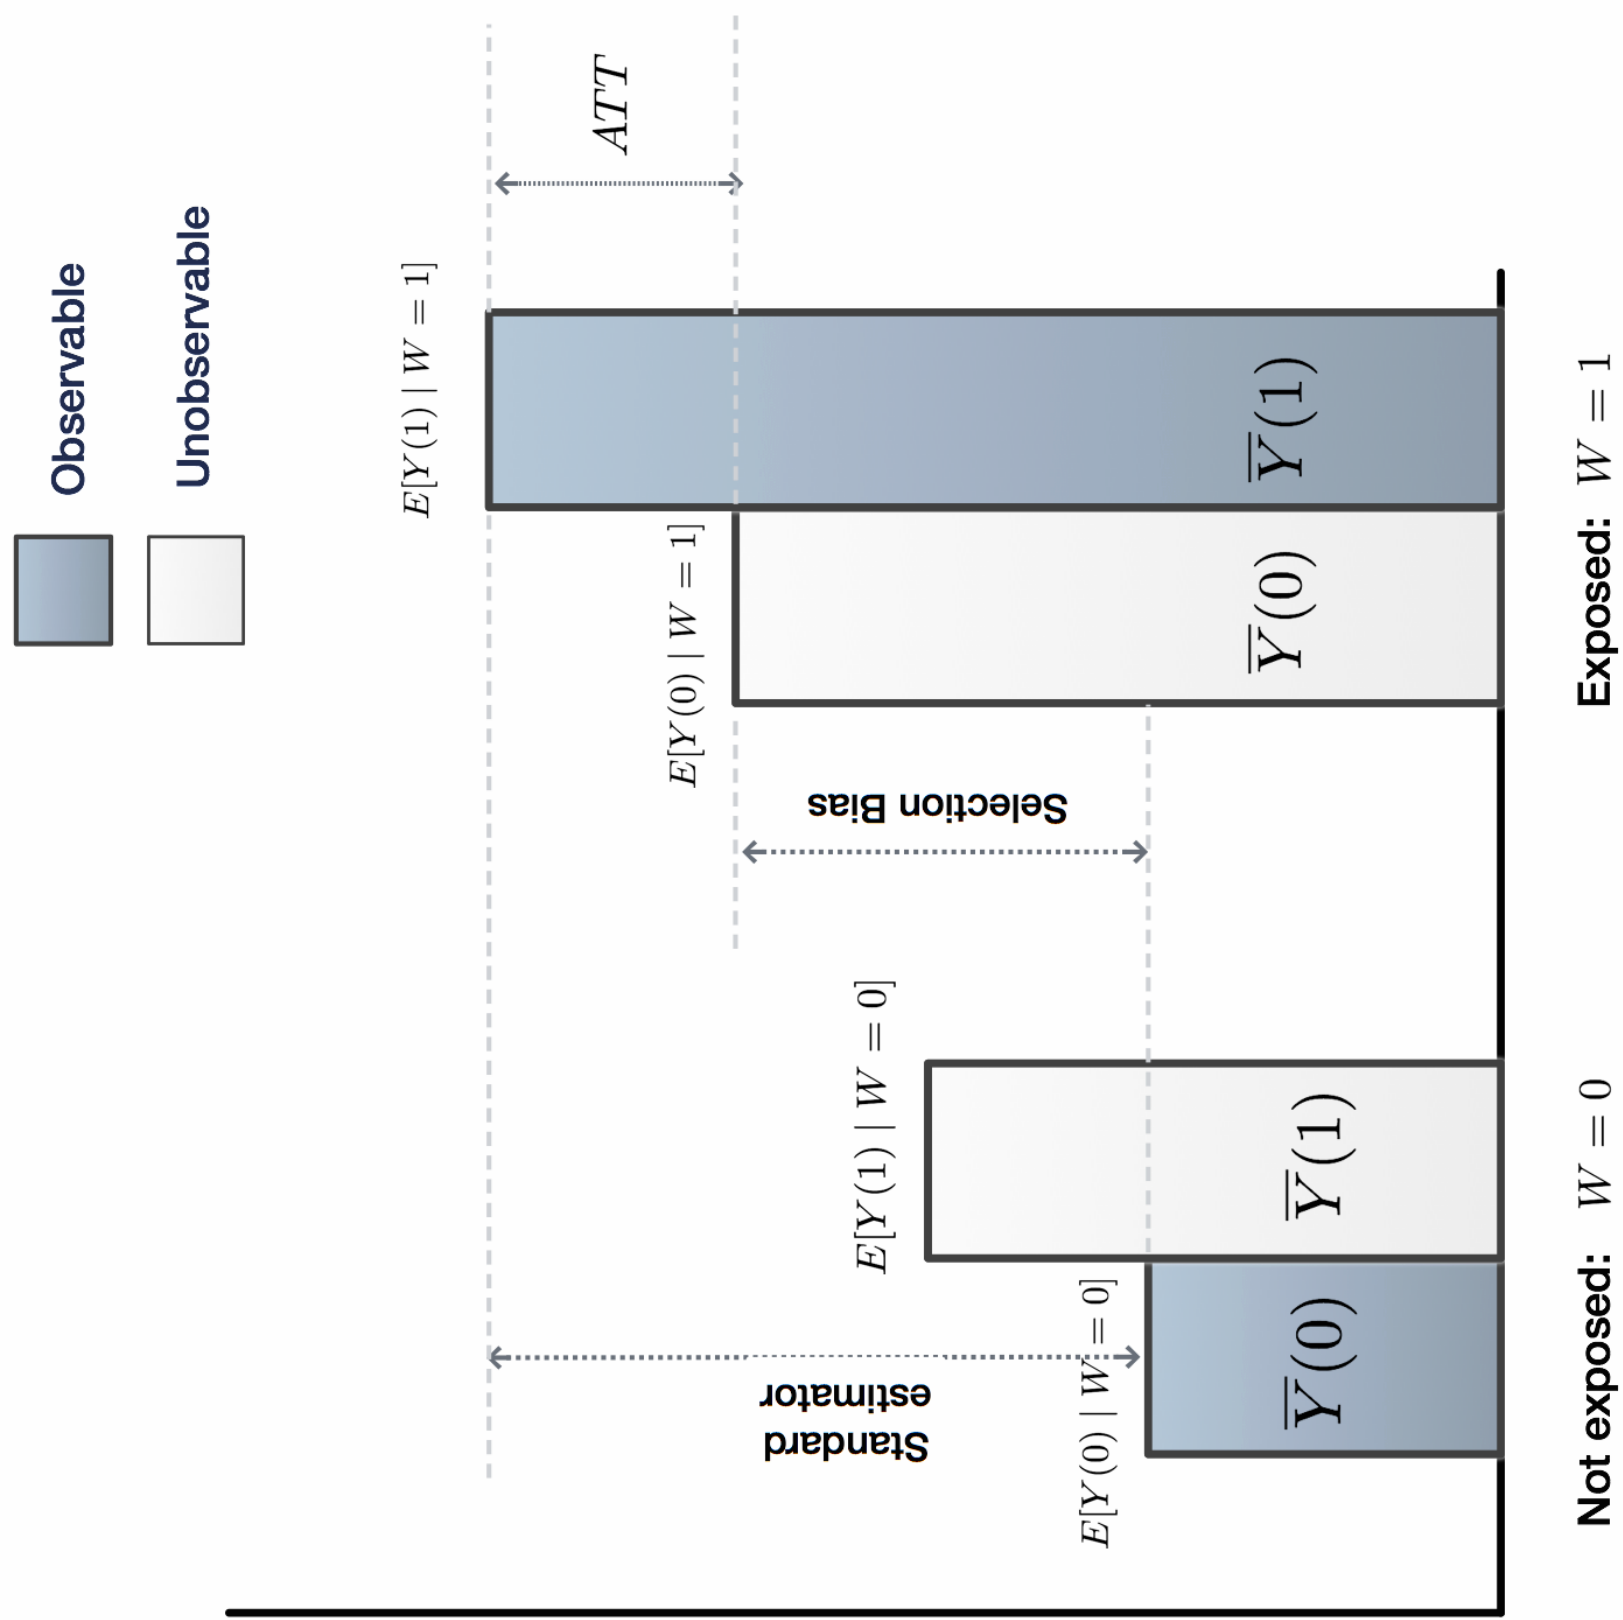 Observable
Unobservable
E[Y(1) | W = 1]
ATT
E[Y(0) | W = 1]
Selection Bias
E[Y(1) | W = 0]
Standard
estimator
E[Y(0) | W = 0]
Y̅(0)
Y̅(1)
Y̅(0)
Y̅(1)
Not exposed: W = 0
Exposed: W = 1